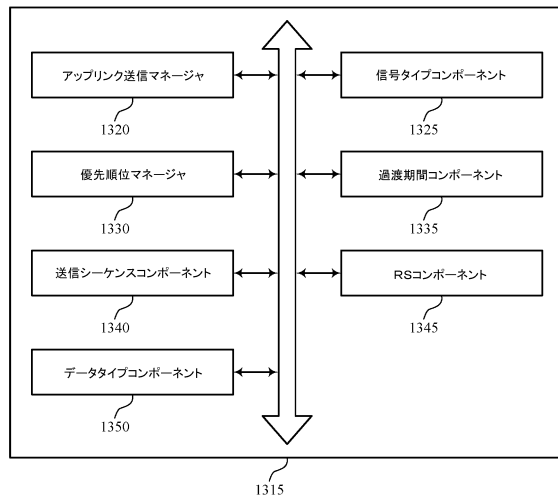 アップリンク送信マネージャ
1320
信号タイプコンポーネント
1325
優先順位マネージャ
1330
過渡期間コンポーネント
1335
送信シーケンスコンポーネント
1340
RSコンポーネント
1345
データタイプコンポーネント
1350
1315